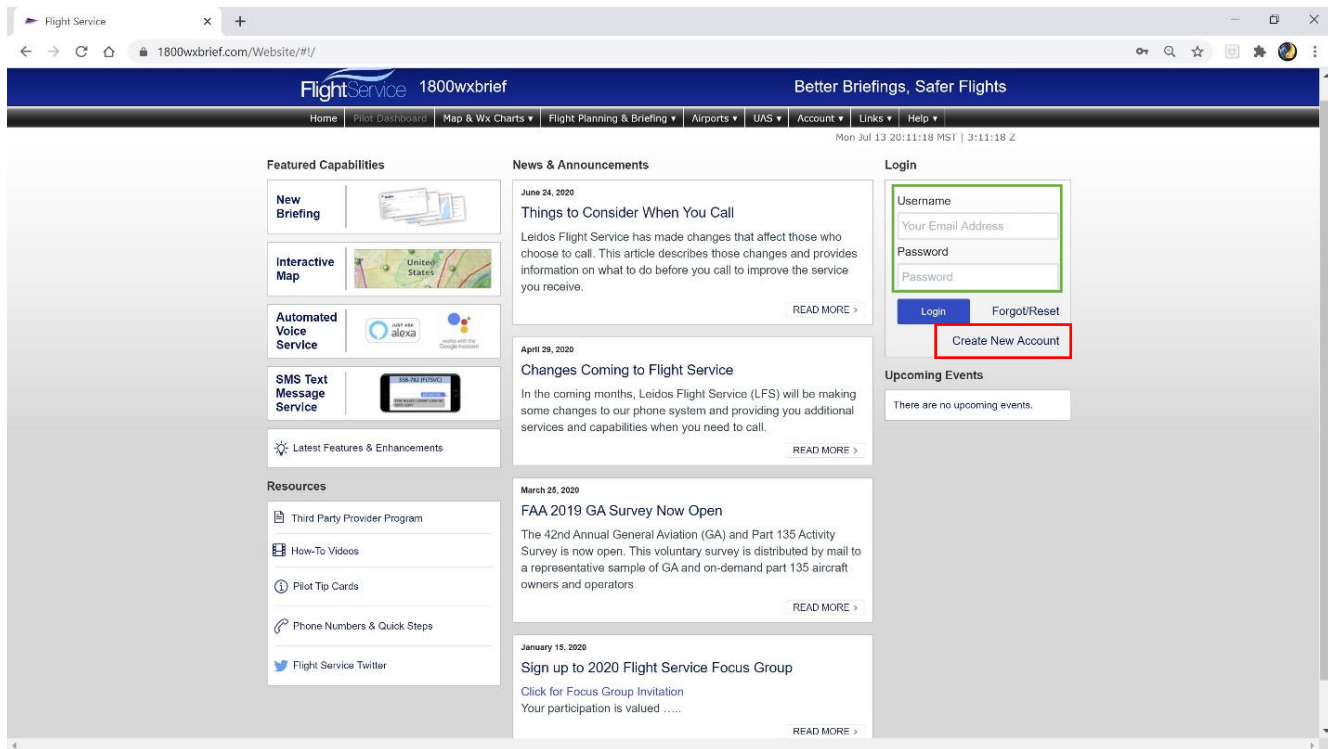 Flight Service
1800wxbrief.com/Website/#!/
FlightService 1800wxbrief
Better Briefings, Safer Flights
Home Pilot Dashboard Map & Wx Charts ▾ Flight Planning & Briefing ▾ Airports ▾ UAS ▾ Account ▾ Links ▾ Help ▾
Mon Jul 13 20:11:18 MST | 3:11:18 Z
Featured Capabilities
New
Briefing
Interactive
Map
United
States
Automated
Voice
Service
JUST ASK
alexa
works with the
Google Assistant
SMS Text
Message
Service
358-782 (FLTSVC)
Latest Features & Enhancements
Resources
Third Party Provider Program
How-To Videos
Pilot Tip Cards
Phone Numbers & Quick Steps
Flight Service Twitter
News & Announcements
June 24, 2020
Things to Consider When You Call
Leidos Flight Service has made changes that affect those who
choose to call. This article describes those changes and provides
information on what to do before you call to improve the service
you receive.
READ MORE >
April 29, 2020
Changes Coming to Flight Service
In the coming months, Leidos Flight Service (LFS) will be making
some changes to our phone system and providing you additional
services and capabilities when you need to call.
READ MORE >
March 25, 2020
FAA 2019 GA Survey Now Open
The 42nd Annual General Aviation (GA) and Part 135 Activity
Survey is now open. This voluntary survey is distributed by mail to
a representative sample of GA and on-demand part 135 aircraft
owners and operators
READ MORE >
January 15, 2020
Sign up to 2020 Flight Service Focus Group
Click for Focus Group Invitation
Your participation is valued .....
READ MORE >
Login
Username
Your Email Address
Password
Password
Login Forgot/Reset
Create New Account
Upcoming Events
There are no upcoming events.